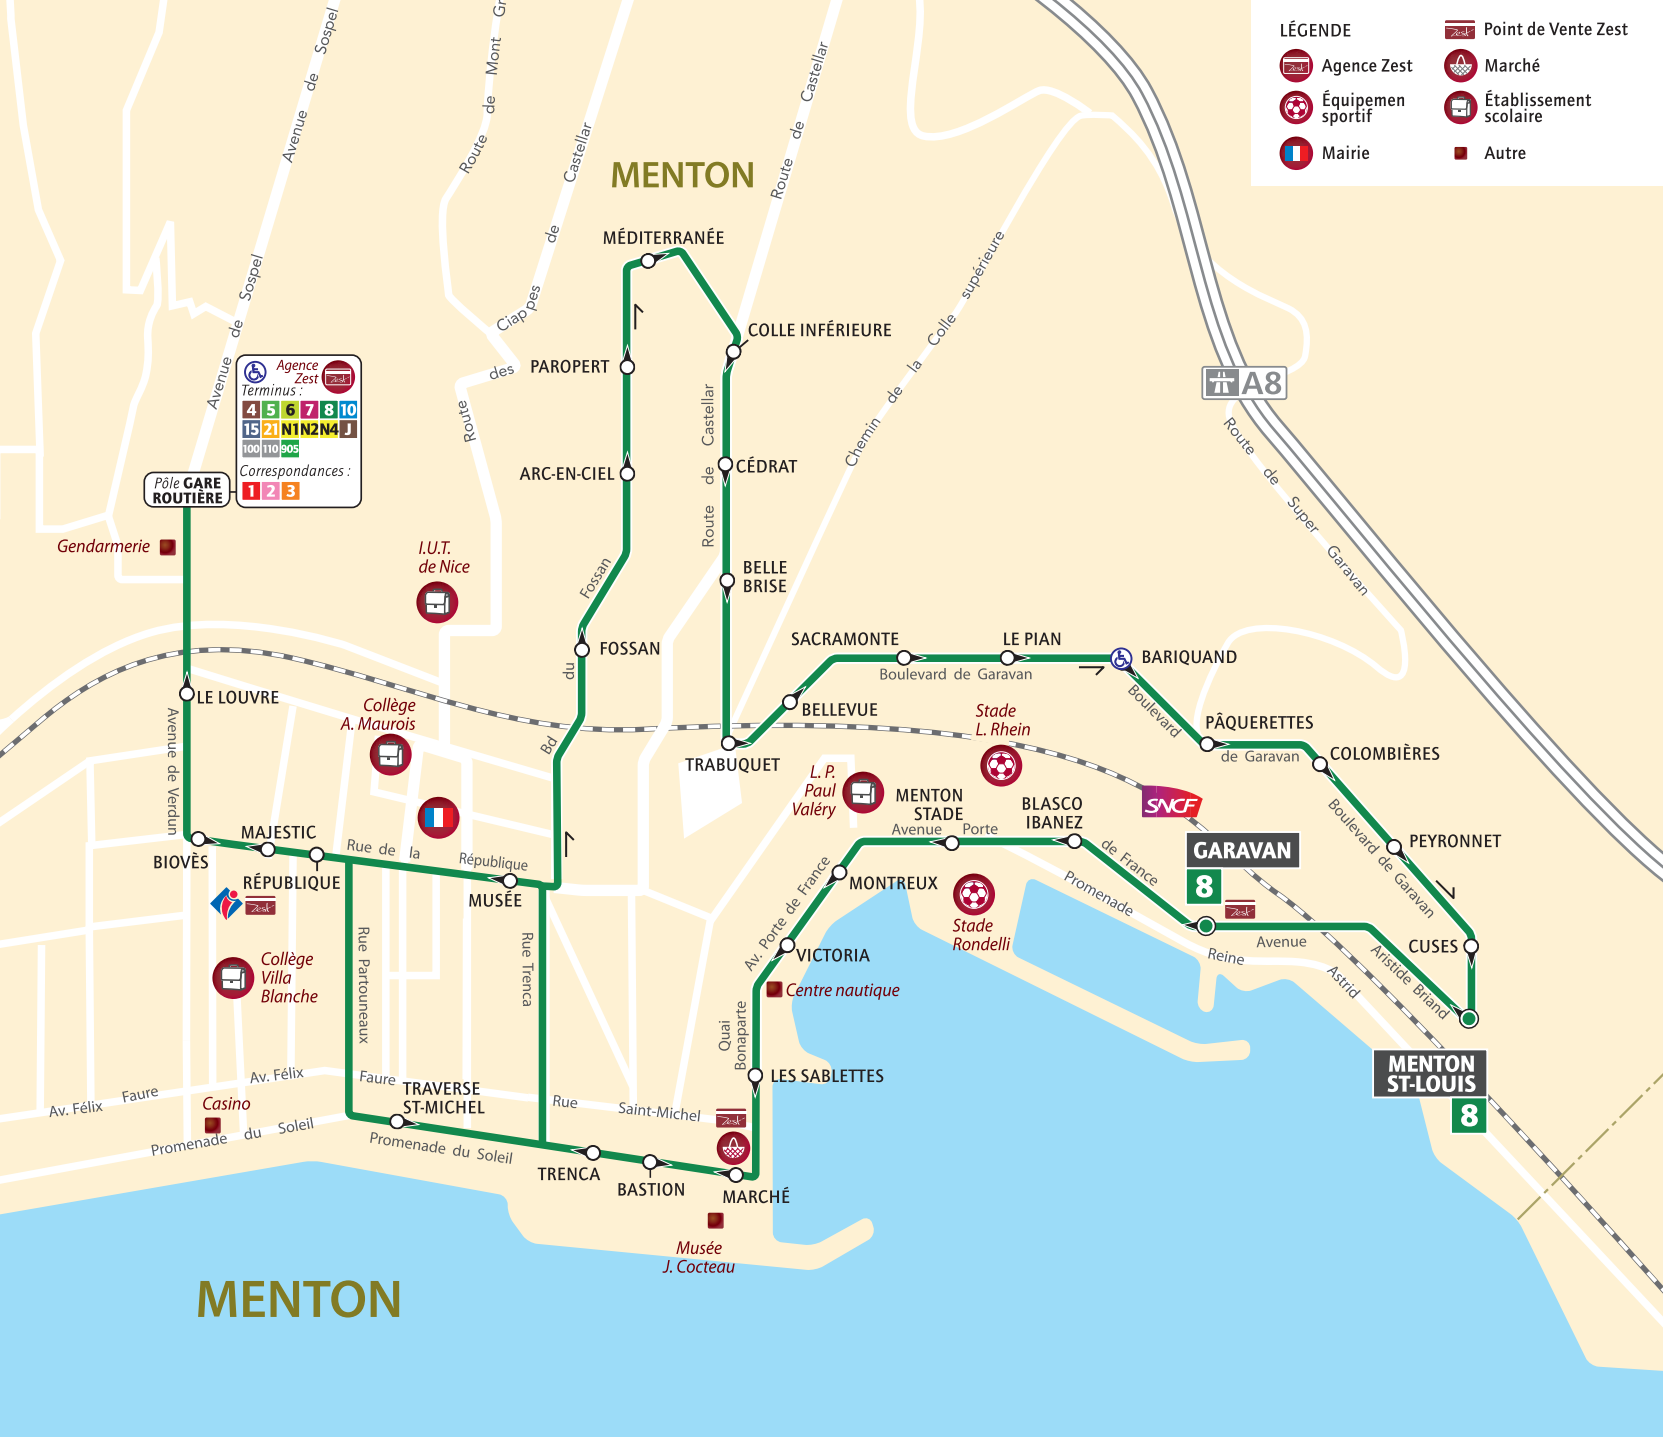 LÉGENDE
Point de Vente Zest
Zest
Agence Zest
Zest
Marché
Équipemen
sportif
Établissement
scolaire
Mairie
Autre
MENTON
Avenue de Sospel
Avenue de Sospel
Route de Mont Gr
Route de Castellar
Ciappes de Castellar
Route des
Chemin de la Colle supérieure
A8
Route de Super Garavan
MÉDITERRANÉE
COLLE INFÉRIEURE
PAROPERT
ARC-EN-CIEL
Route de Castellar
CÉDRAT
BELLE
BRISE
Agence
Zest
Zest
Terminus :
4 5 6 7 8 10
15 21 N1 N2 N4 J
100 110 905
Correspondances :
1 2 3
Pôle GARE
ROUTIÈRE
Gendarmerie
I.U.T.
de Nice
Fossan
du
Bd
FOSSAN
SACRAMONTE
LE PIAN
BARIQUAND
Boulevard de Garavan
LE LOUVRE
Avenue de Verdun
Collège
A. Maurois
BELLEVUE
TRABUQUET
Stade
L. Rhein
Boulevard
de Garavan
PÂQUERETTES
COLOMBIÈRES
L. P.
Paul
Valéry
MENTON
STADE
BLASCO
IBANEZ
SNCF
Avenue Porte
de France
GARAVAN
8
Boulevard de Garavan
PEYRONNET
BIOVÈS
MAJESTIC
RÉPUBLIQUE
Rue de la République
MUSÉE
Zest
MONTREUX
Av. Porte de France
VICTORIA
Promenade
Reine
Astrid
Stade
Rondelli
Zest
Avenue
Aristide Briand
CUSES
Collège
Villa
Blanche
Rue Partouneaux
Rue Trenca
Centre nautique
Quai
Bonaparte
LES SABLETTES
MENTON
ST-LOUIS
8
Av. Félix Faure
Av. Félix Faure
Casino
Promenade du Soleil
TRAVERSE
ST-MICHEL
Rue Saint-Michel
Zest
Promenade du Soleil
TRENCA
BASTION
MARCHÉ
Musée
J. Cocteau
MENTON